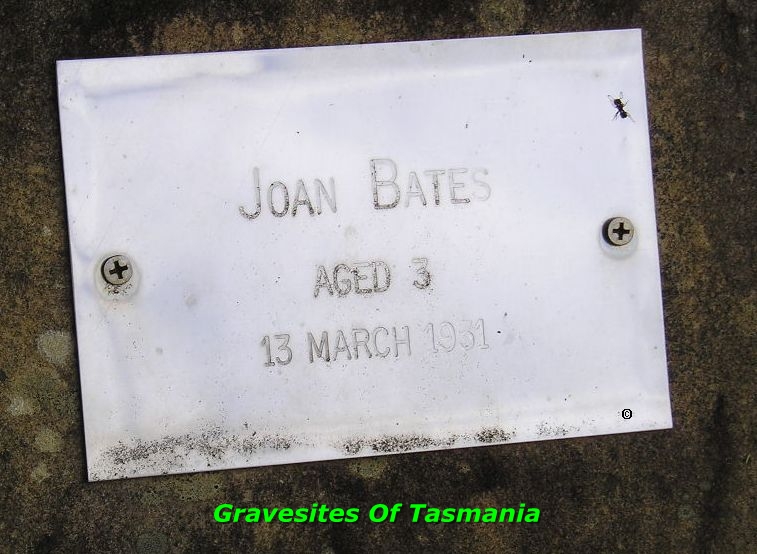 JOAN BATES
AGED 3
13 MARCH 1931
©
Gravesites Of Tasmania